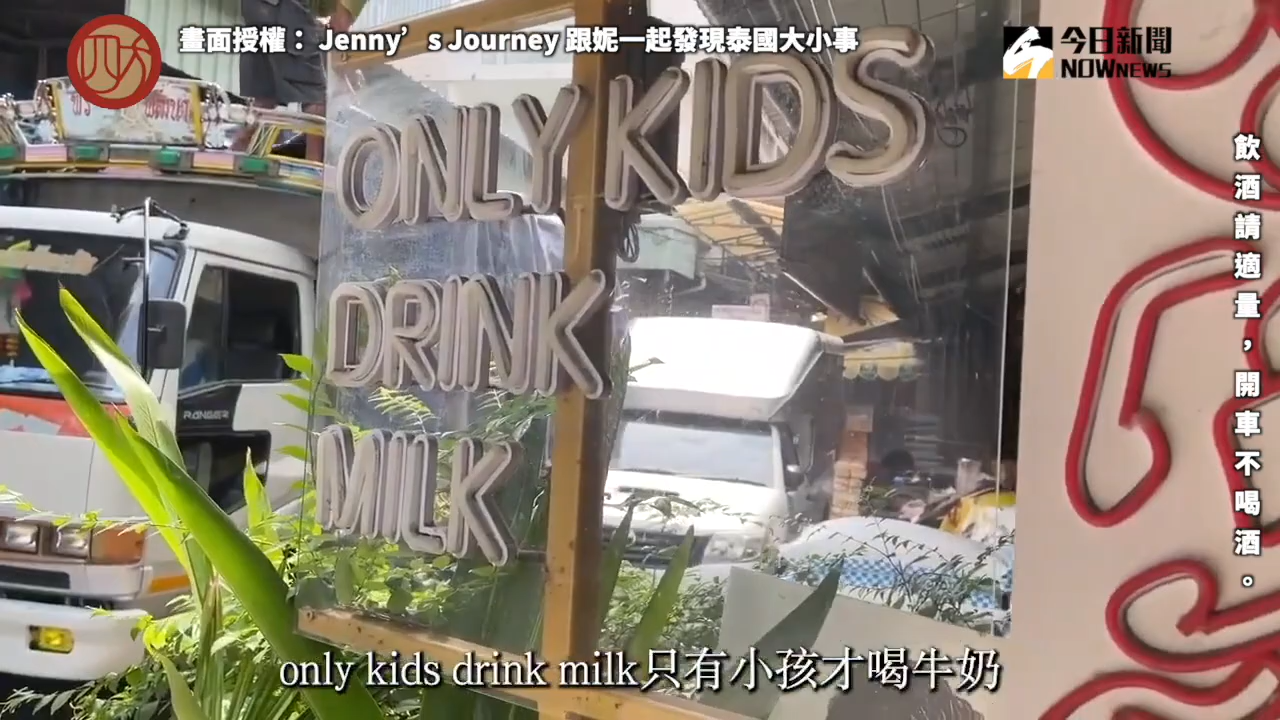 畫面授權： Jenny’s Journey 跟妮一起發現泰國大小事
今日新聞
NOWnews
ONLY KIDS
DRINK
MILK
RANGER
飲酒請適量，開車不喝酒。
only kids drink milk只有小孩才喝牛奶